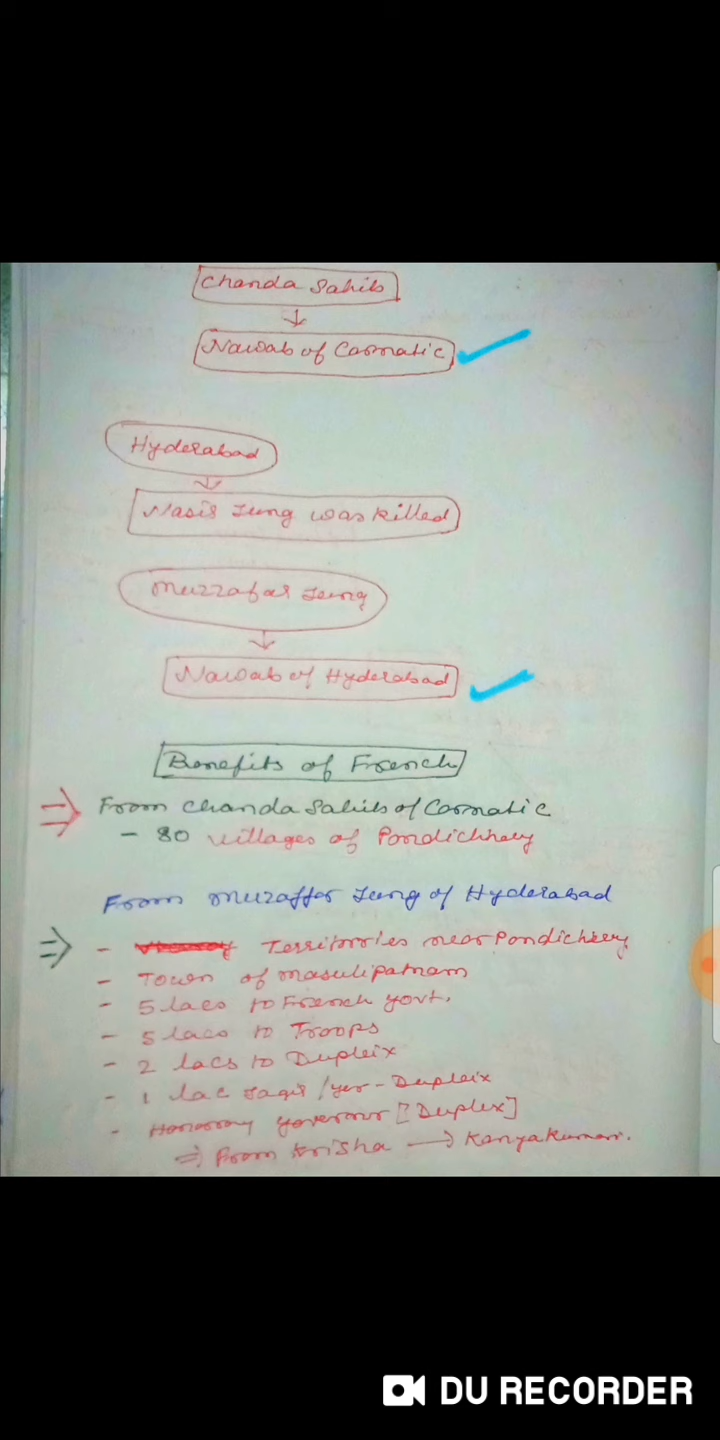 Chanda Sahib
Nawab of Carnatic
Hyderabad
Nasir Jung was killed
Muzzafar Jung
Nawab of Hyderabad
Benefits of French
From Chanda Sahib of Carnatic
- 80 villages of Pondichhery
From Muzaffar Jung of Hyderabad
- Territories near Pondicheery
- Town of Masulipatnam
- 5 lacs to French govt.
- 5 lacs to Troops
- 2 lacs to Dupleix
- 1 lac Jagir/yer - Dupleix
- Honorary governor [Duplex]
⇒ From Krisha → Kanyakumari.
DU RECORDER